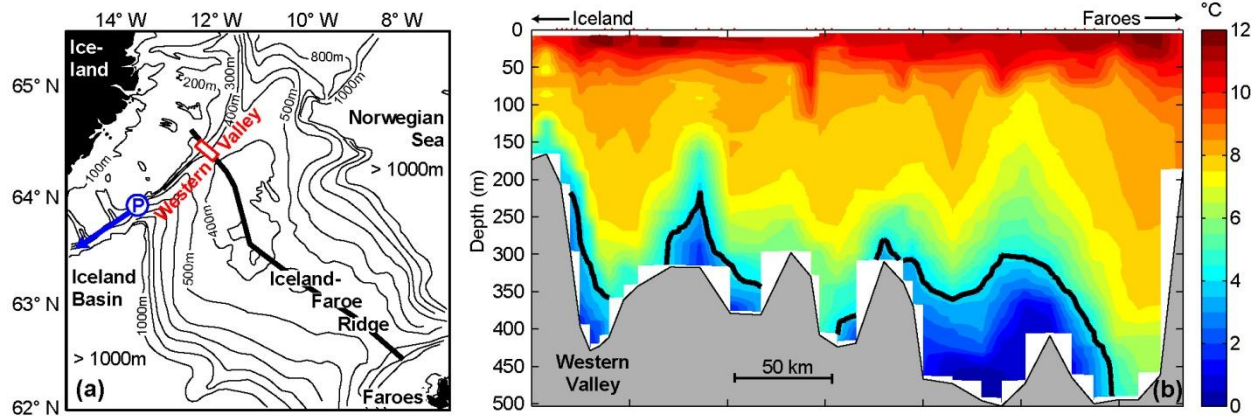 14° W 12° W 10° W 8° W
65° N
64° N
63° N
62° N
Ice-
land
200m
100m
300m
400m
500m
800m
1000m
Norwegian
Sea
> 1000m
Western Valley
P
400m
500m
Iceland
Basin
1000m
> 1000m
Iceland-
Faroe
Ridge
(a)
Faroes
← Iceland
Faroes →
Depth (m)
0
50
100
150
200
250
300
350
400
450
500
Western
Valley
50 km
(b)
°C
12
10
8
6
4
2
0